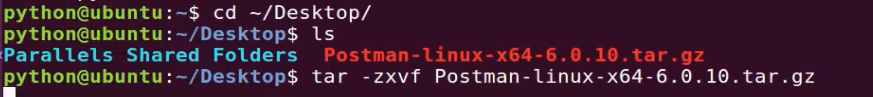 python@ubuntu:~$ cd ~/Desktop/
python@ubuntu:~/Desktop$ ls
Parallels Shared Folders  Postman-linux-x64-6.0.10.tar.gz
python@ubuntu:~/Desktop$ tar -zxvf Postman-linux-x64-6.0.10.tar.gz